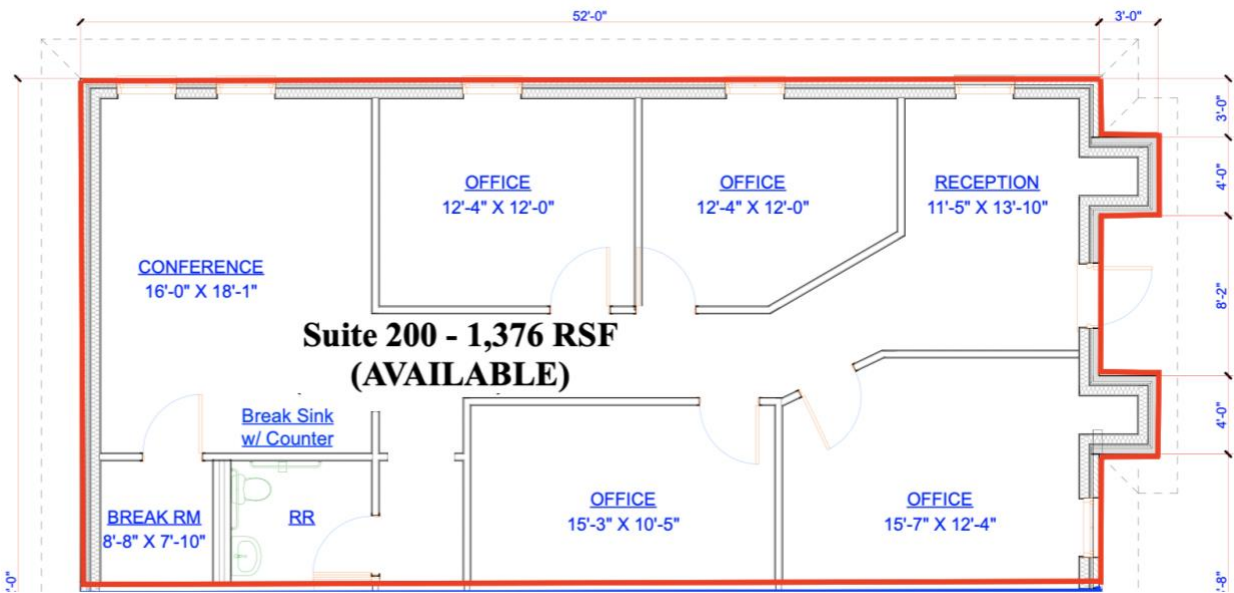 52'-0" 3'-0"
3'-0"
4'-0"
OFFICE
12'-4" X 12'-0"
OFFICE
12'-4" X 12'-0"
RECEPTION
11'-5" X 13'-10"
CONFERENCE
16'-0" X 18'-1"
8'-2"
Suite 200 - 1,376 RSF
(AVAILABLE)
Break Sink
w/ Counter
4'-0"
BREAK RM
8'-8" X 7'-10"
RR
OFFICE
15'-3" X 10'-5"
OFFICE
15'-7" X 12'-4"